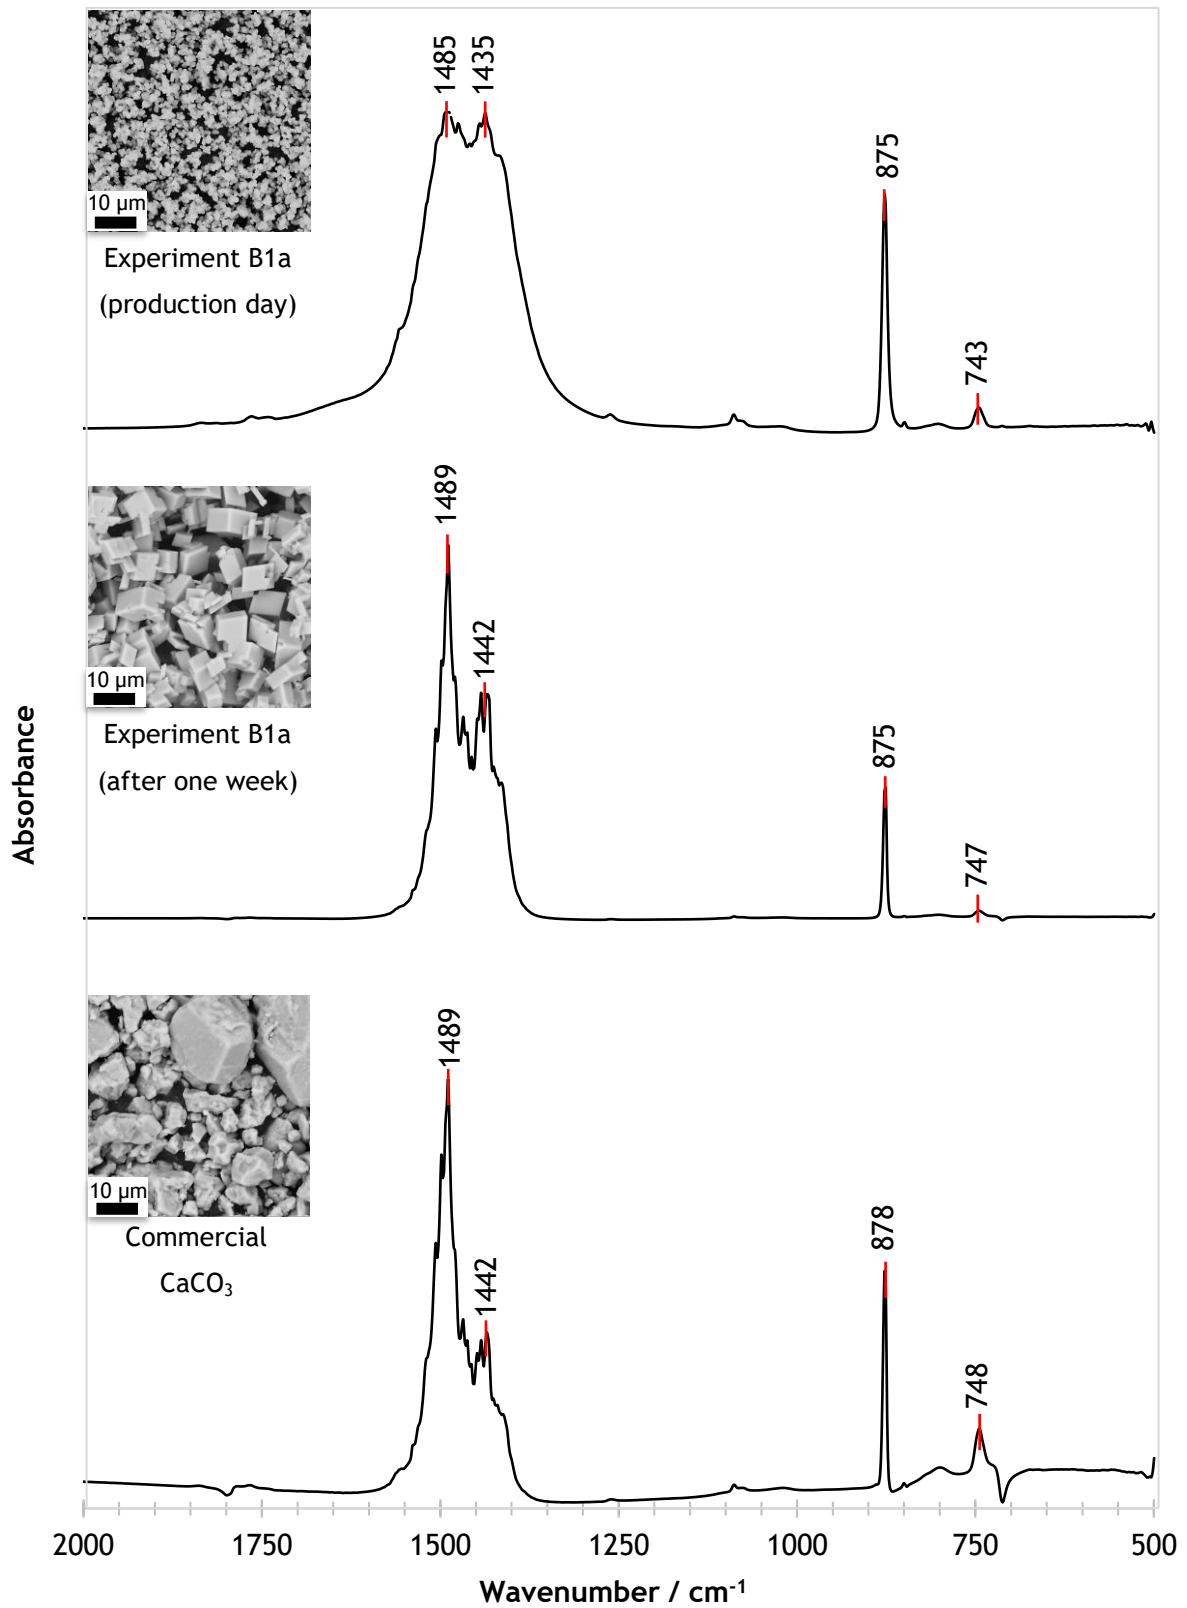 1485
1435
875
743
10 µm
Experiment B1a
(production day)
1489
1442
875
747
10 µm
Experiment B1a
(after one week)
1489
1442
878
748
10 µm
Commercial
CaCO₃
Absorbance
2000 1750 1500 1250 1000 750 500
Wavenumber / cm⁻¹